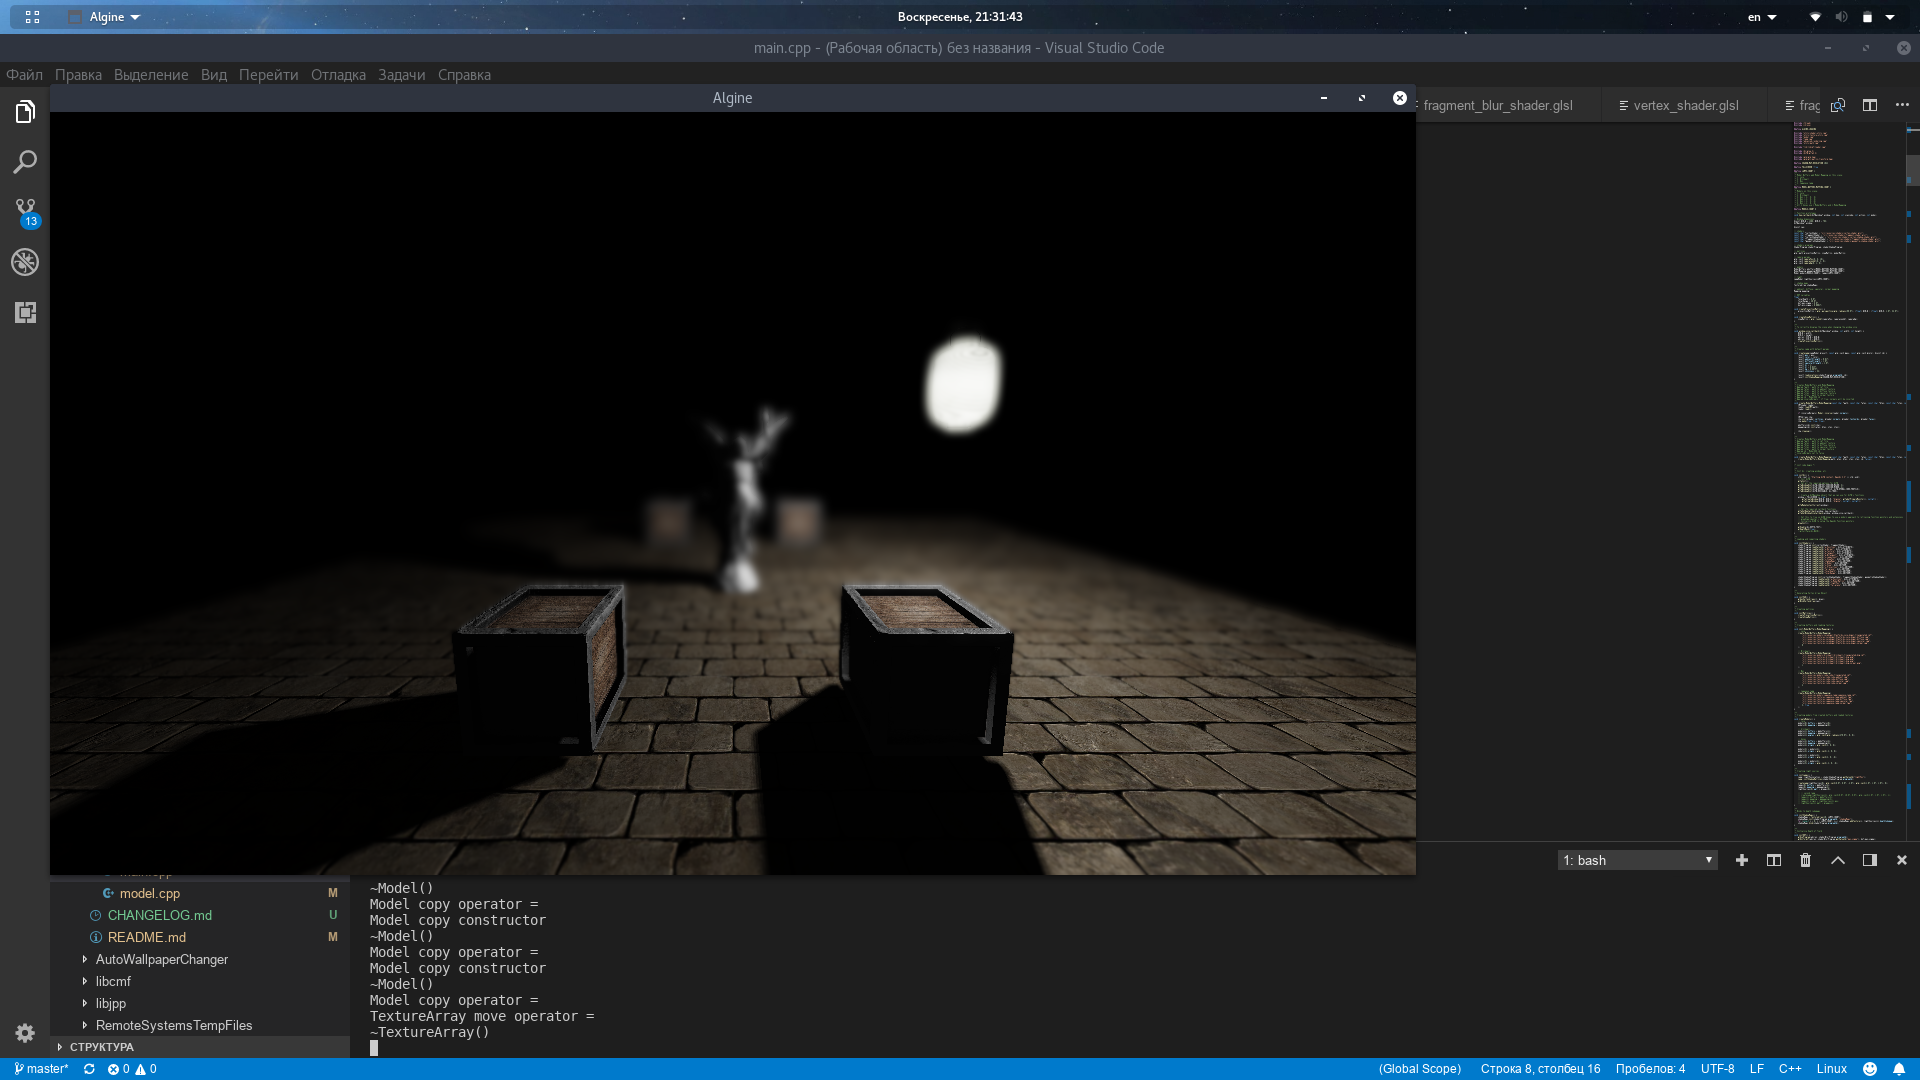 Algine
Воскресенье, 21:31:43
en
main.cpp - (Рабочая область) без названия - Visual Studio Code
Файл Правка Выделение Вид Перейти Отладка Задачи Справка
Algine
fragment_blur_shader.glsl
vertex_shader.glsl
frag
13
1: bash
main.cpp
model.cpp M
CHANGELOG.md U
README.md M
AutoWallpaperChanger
libcmf
libjpp
RemoteSystemsTempFiles
СТРУКТУРА
~Model()
Model copy operator =
Model copy constructor
~Model()
Model copy operator =
Model copy constructor
~Model()
Model copy operator =
TextureArray move operator =
~TextureArray()
master* 0 0
(Global Scope) Строка 8, столбец 16 Пробелов: 4 UTF-8 LF C++ Linux